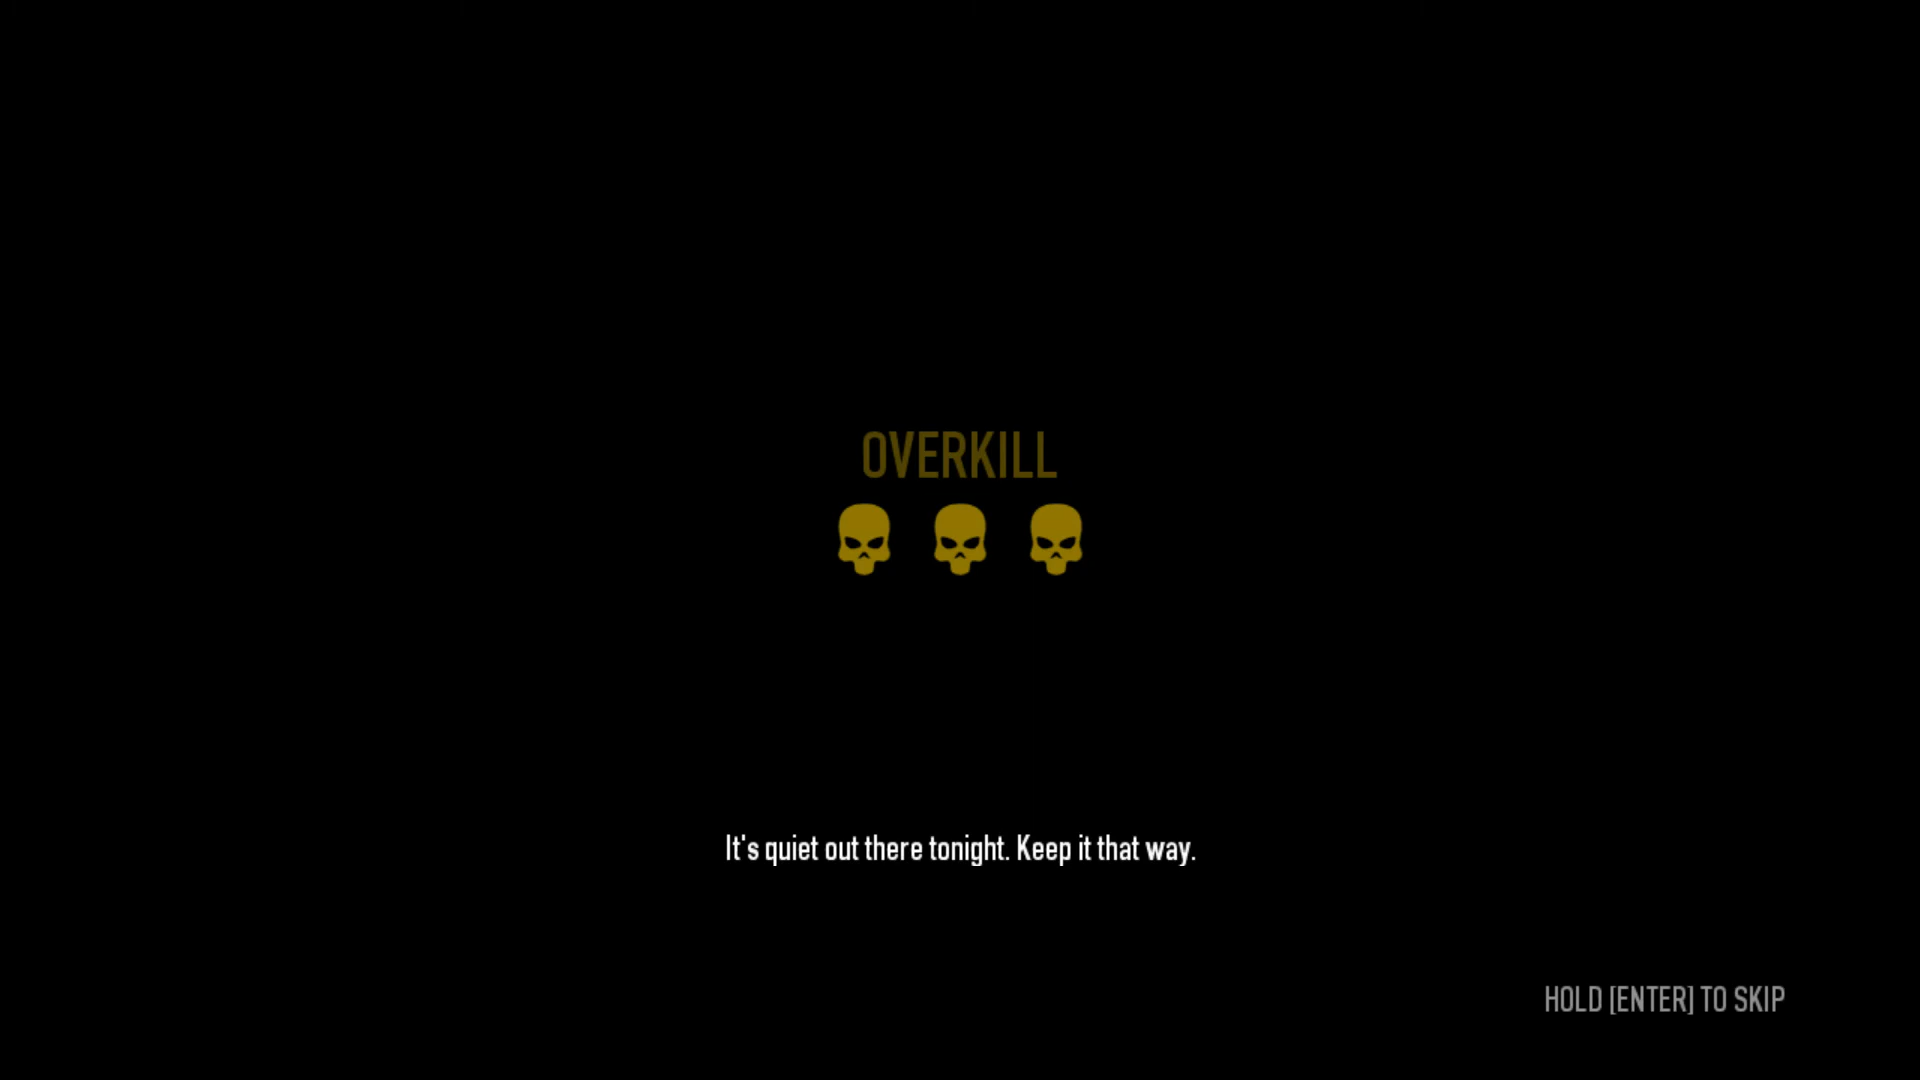 OVERKILL
It's quiet out there tonight. Keep it that way.
HOLD [ENTER] TO SKIP